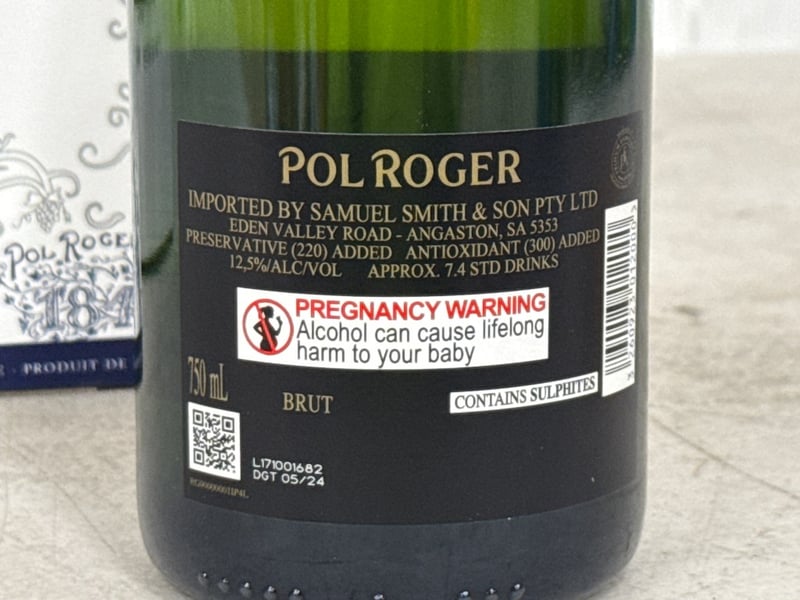 POL ROGER
IMPORTED BY SAMUEL SMITH & SON PTY LTD
EDEN VALLEY ROAD - ANGASTON, SA 5353
PRESERVATIVE (220) ADDED ANTIOXIDANT (300) ADDED
12,5%/ALC/VOL APPROX. 7.4 STD DRINKS
PREGNANCY WARNING
Alcohol can cause lifelong
harm to your baby
750 mL
BRUT
CONTAINS SULPHITES
L171001682
DGT 05/24
POL ROGE
184
PRODUIT DE